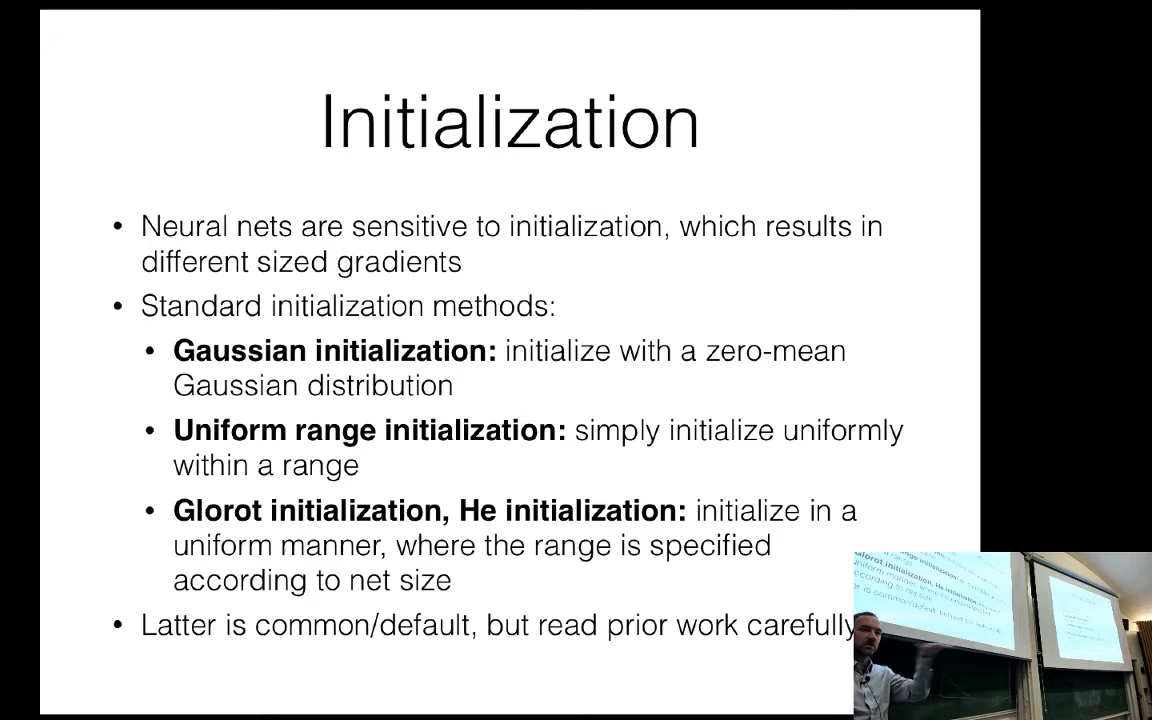 Initialization
• Neural nets are sensitive to initialization, which results in
different sized gradients
• Standard initialization methods:
• Gaussian initialization: initialize with a zero-mean
Gaussian distribution
• Uniform range initialization: simply initialize uniformly
within a range
• Glorot initialization, He initialization: initialize in a
uniform manner, where the range is specified
according to net size
• Latter is common/default, but read prior work carefully